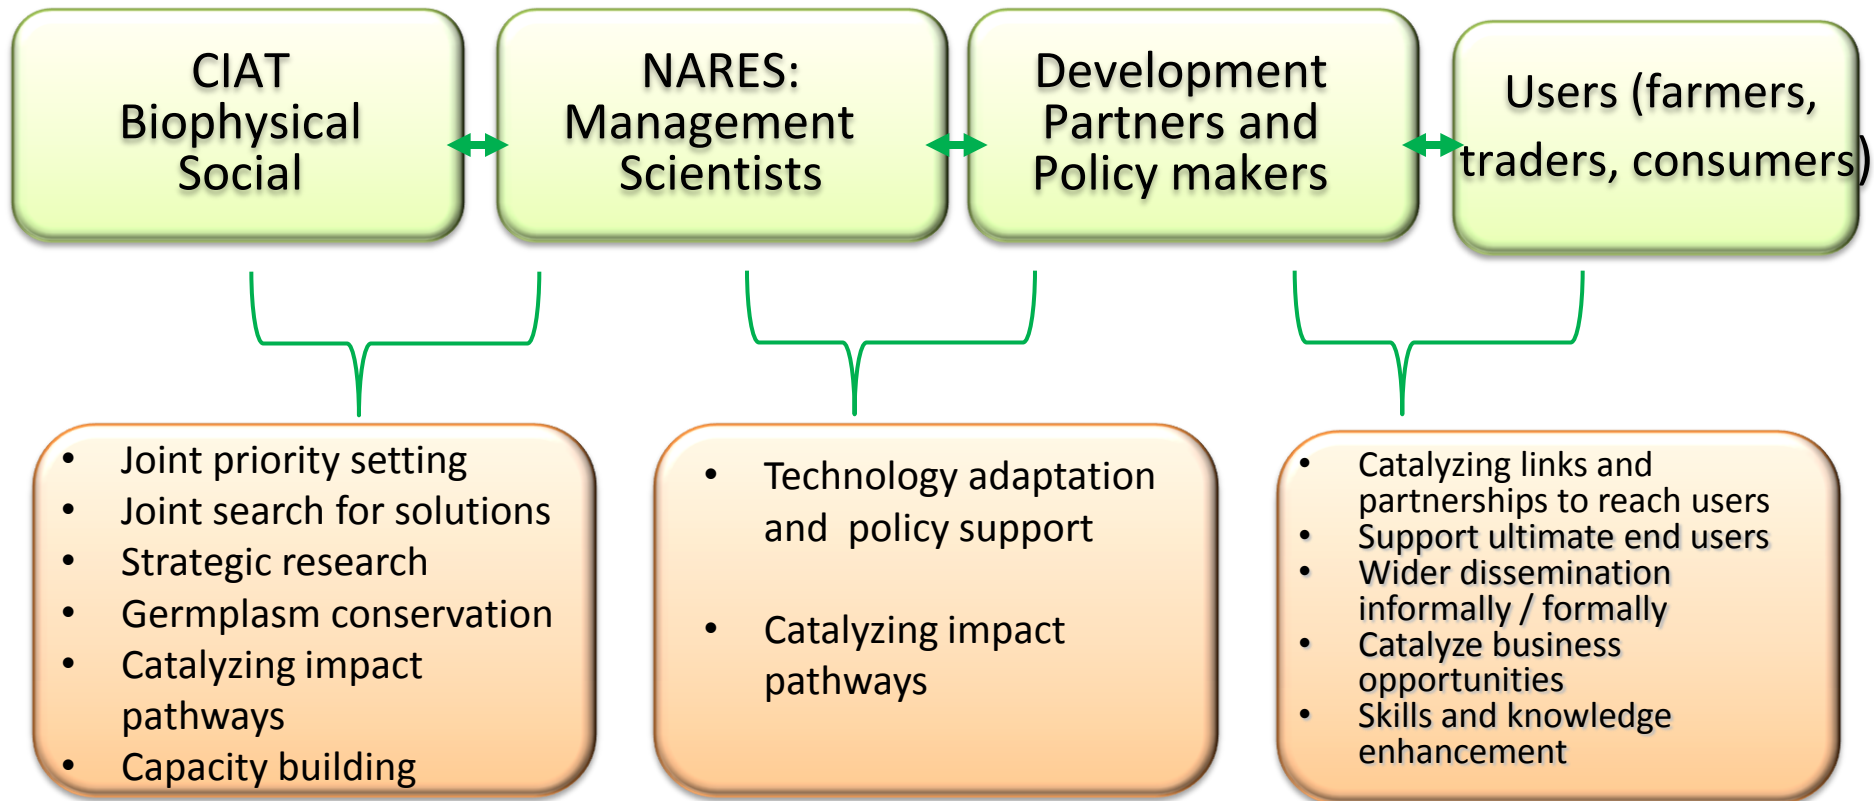 CIAT
Biophysical
Social
NARES:
Management
Scientists
Development
Partners and
Policy makers
Users (farmers,
traders, consumers)
• Joint priority setting
• Joint search for solutions
• Strategic research
• Germplasm conservation
• Catalyzing impact
pathways
• Capacity building
• Technology adaptation
and policy support
• Catalyzing impact
pathways
• Catalyzing links and
partnerships to reach users
• Support ultimate end users
• Wider dissemination
informally / formally
• Catalyze business
opportunities
• Skills and knowledge
enhancement